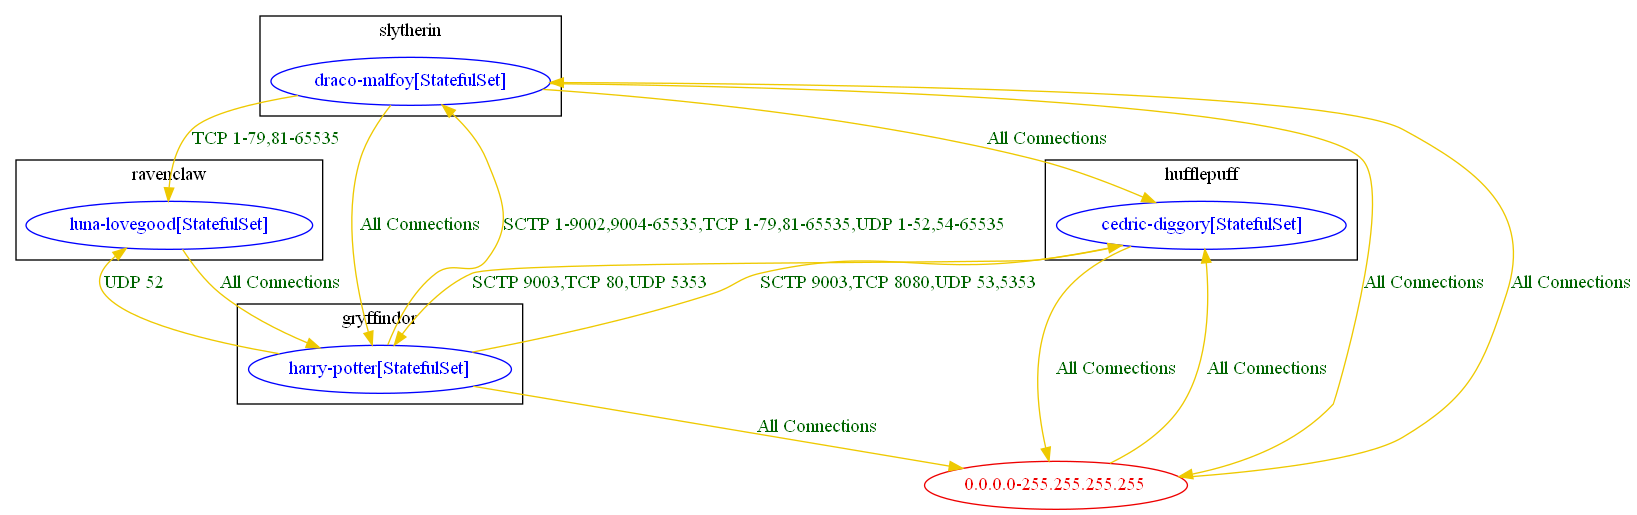 slytherin
draco-malfoy[StatefulSet]
TCP 1-79,81-65535
All Connections
ravenclaw
hufflepuff
luna-lovegood[StatefulSet]
All Connections
SCTP 1-9002,9004-65535,TCP 1-79,81-65535,UDP 1-52,54-65535
cedric-diggory[StatefulSet]
UDP 52
All Connections
SCTP 9003,TCP 80,UDP 5353
SCTP 9003,TCP 8080,UDP 53,5353
All Connections
All Connections
gryffindor
harry-potter[StatefulSet]
All Connections
All Connections
All Connections
0.0.0.0-255.255.255.255